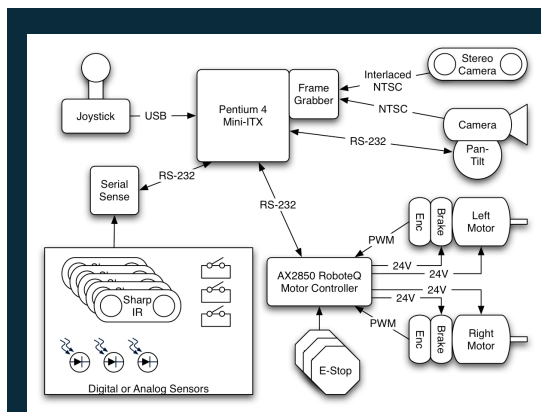 Stereo
Camera
Interlaced
NTSC
Frame
Grabber
Pentium 4
Mini-ITX
Joystick
USB
NTSC
Camera
Pan-
Tilt
RS-232
RS-232
Serial
Sense
RS-232
Enc
Brake
Left
Motor
PWM
24V
24V
AX2850 RoboteQ
Motor Controller
24V
24V
PWM
Enc
Brake
Right
Motor
Sharp
IR
E-Stop
Digital or Analog Sensors